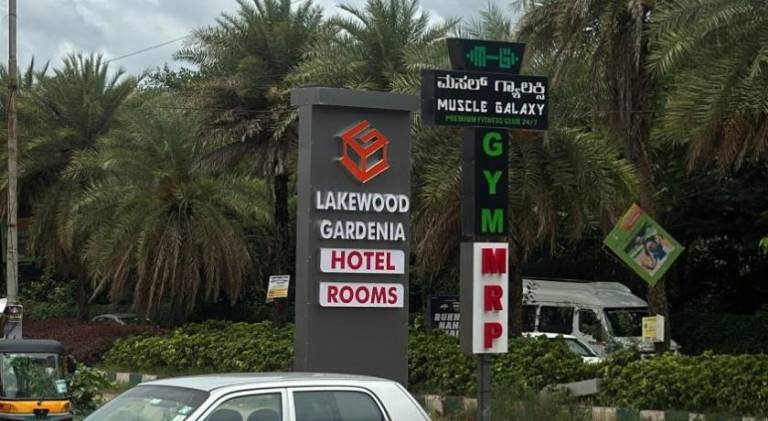 LAKEWOOD
GARDENIA
HOTEL
ROOMS
M-G
ಮಸಲ್ ಗ್ಯಾಲಕ್ಸಿ
MUSCLE GALAXY
PREMIUM FITNESS CLUB 24/7
GYM
MRP